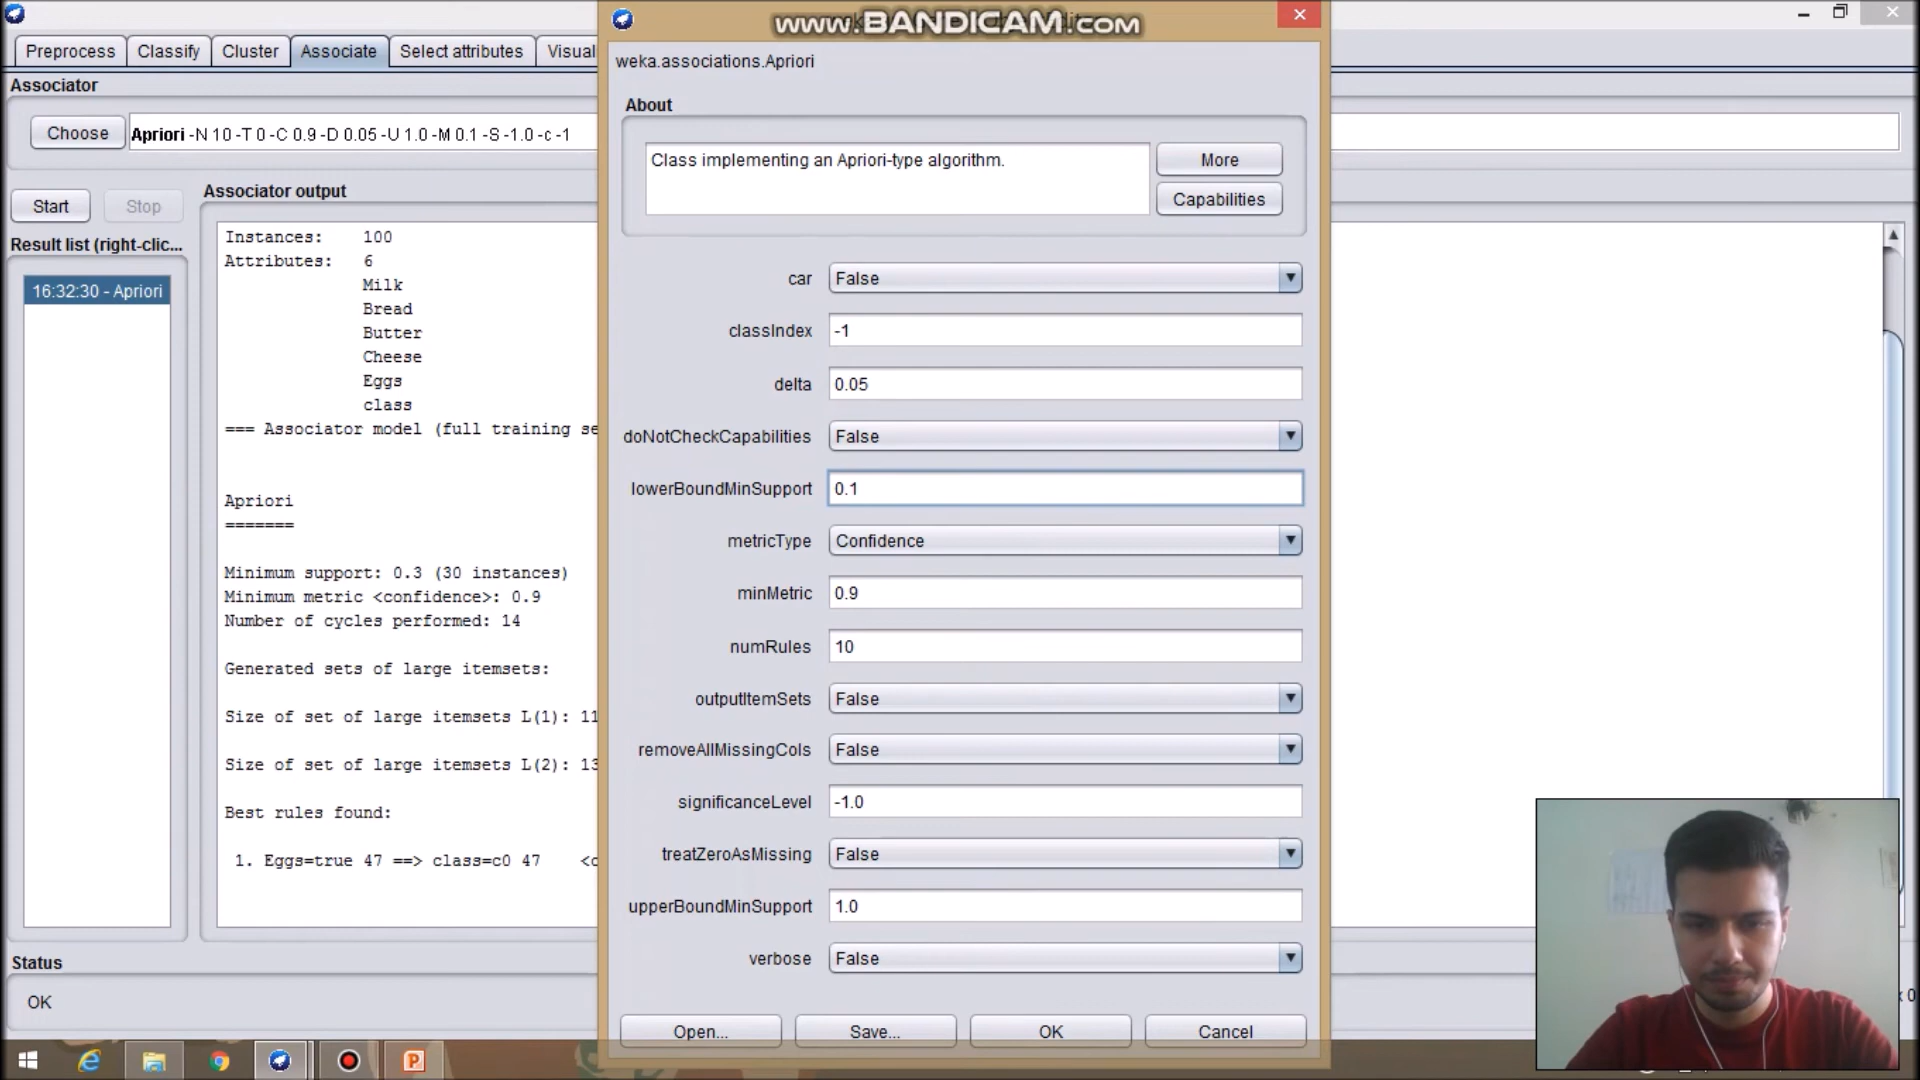 www.BANDICAM.com
Preprocess Classify Cluster Associate Select attributes Visual
Associator
Choose Apriori -N 10 -T 0 -C 0.9 -D 0.05 -U 1.0 -M 0.1 -S -1.0 -c -1
Start Stop
Associator output
Result list (right-clic...
16:32:30 - Apriori
Instances: 100
Attributes: 6
Milk
Bread
Butter
Cheese
Eggs
class
=== Associator model (full training se
Apriori
=======
Minimum support: 0.3 (30 instances)
Minimum metric <confidence>: 0.9
Number of cycles performed: 14
Generated sets of large itemsets:
Size of set of large itemsets L(1): 11
Size of set of large itemsets L(2): 13
Best rules found:
1. Eggs=true 47 ==> class=c0 47 <c
Status
OK
weka.associations.Apriori
About
Class implementing an Apriori-type algorithm.
More
Capabilities
car False
classIndex -1
delta 0.05
doNotCheckCapabilities False
lowerBoundMinSupport 0.1
metricType Confidence
minMetric 0.9
numRules 10
outputItemSets False
removeAllMissingCols False
significanceLevel -1.0
treatZeroAsMissing False
upperBoundMinSupport 1.0
verbose False
Open... Save... OK Cancel
x 0